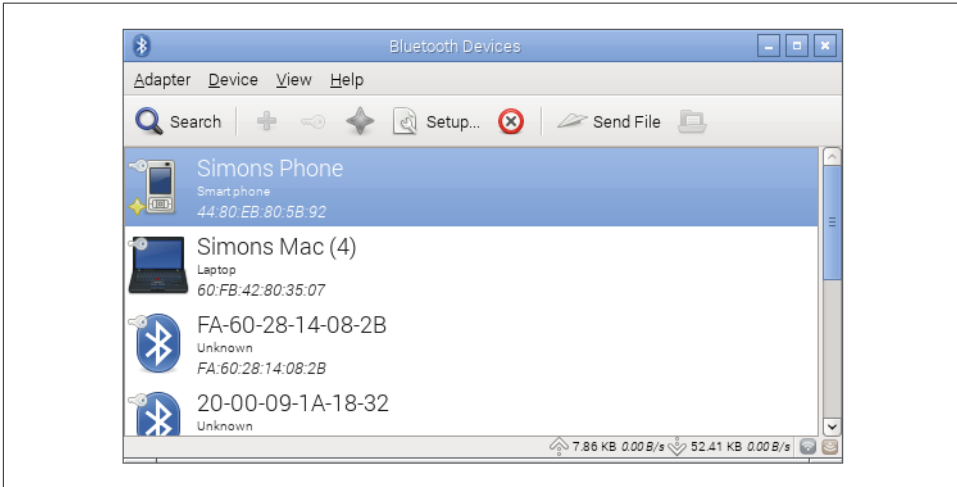 Bluetooth Devices
Adapter Device View Help
Search Setup... Send File
Simons Phone
Smartphone
44:80:EB:80:5B:92
Simons Mac (4)
Laptop
60:FB:42:80:35:07
FA-60-28-14-08-2B
Unknown
FA:60:28:14:08:2B
20-00-09-1A-18-32
Unknown
7.86 KB 0.00 B/s 52.41 KB 0.00 B/s